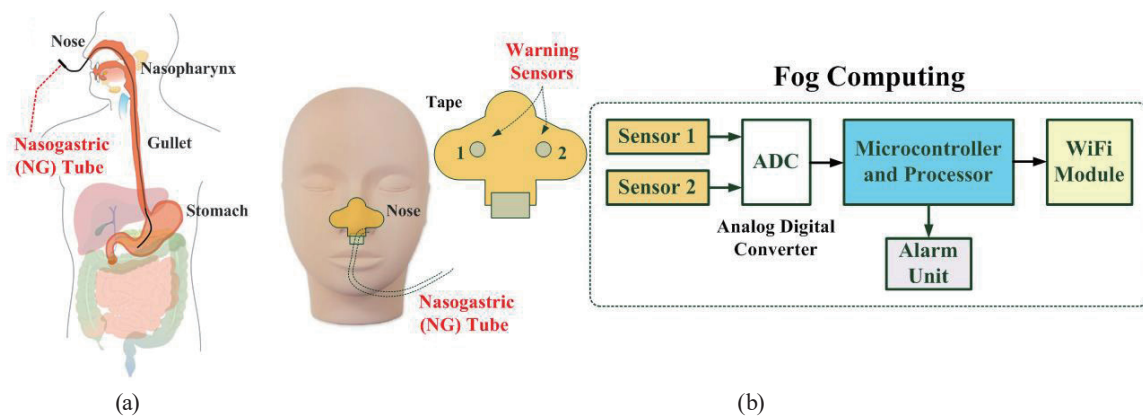 Nose
Nasopharynx
Gullet
Nasogastric
(NG) Tube
Stomach
(a)
Warning
Sensors
Tape
1
2
Nose
Nasogastric
(NG) Tube
Fog Computing
Sensor 1
Sensor 2
ADC
Analog Digital
Converter
Microcontroller
and Processor
WiFi
Module
Alarm
Unit
(b)